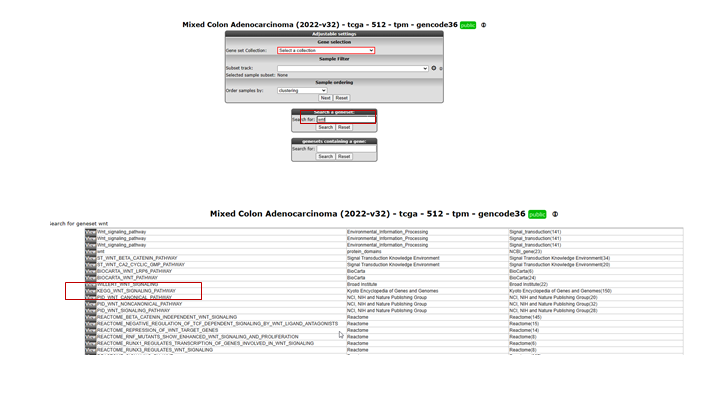 Mixed Colon Adenocarcinoma (2022-v32) - tcga - 512 - tpm - gencode36 public
Adjustable settings
Gene selection
Gene set Collection: Select a collection
Sample Filter
Subset track:
Selected sample subset: None
Sample ordering
Order samples by: clustering
Next Reset
Search a geneset:
Search for: wnt
Search Reset
genesets containing a gene:
Search for:
Search Reset
Mixed Colon Adenocarcinoma (2022-v32) - tcga - 512 - tpm - gencode36 public
search for geneset wnt
View Wnt_signaling_pathway Environmental_Information_Processing Signal_transduction(141)
View Wnt_signaling_pathway Environmental_Information_Processing Signal_transduction(141)
View Wnt_signaling_pathway Environmental_Information_Processing Signal_transduction(141)
View wnt protein_domains NCBI_gene(23)
View ST_WNT_BETA_CATENIN_PATHWAY Signal Transduction Knowledge Environment Signal Transduction Knowledge Environment(34)
View ST_WNT_CA2_CYCLIC_GMP_PATHWAY Signal Transduction Knowledge Environment Signal Transduction Knowledge Environment(20)
View BIOCARTA_WNT_LRP6_PATHWAY BioCarta BioCarta(6)
View BIOCARTA_WNT_PATHWAY BioCarta BioCarta(24)
View WILLERT_WNT_SIGNALING Broad Institute Broad Institute(22)
View KEGG_WNT_SIGNALING_PATHWAY Kyoto Encyclopedia of Genes and Genomes Kyoto Encyclopedia of Genes and Genomes(150)
View PID_WNT_CANONICAL_PATHWAY NCI, NIH and Nature Publishing Group NCI, NIH and Nature Publishing Group(20)
View PID_WNT_NONCANONICAL_PATHWAY NCI, NIH and Nature Publishing Group NCI, NIH and Nature Publishing Group(32)
View PID_WNT_SIGNALING_PATHWAY NCI, NIH and Nature Publishing Group NCI, NIH and Nature Publishing Group(28)
View REACTOME_BETA_CATENIN_INDEPENDENT_WNT_SIGNALING Reactome Reactome(145)
View REACTOME_NEGATIVE_REGULATION_OF_TCF_DEPENDENT_SIGNALING_BY_WNT_LIGAND_ANTAGONISTS Reactome Reactome(15)
View REACTOME_REPRESSION_OF_WNT_TARGET_GENES Reactome Reactome(14)
View REACTOME_RNF_MUTANTS_SHOW_ENHANCED_WNT_SIGNALING_AND_PROLIFERATION Reactome Reactome(8)
View REACTOME_RUNX1_REGULATES_TRANSCRIPTION_OF_GENES_INVOLVED_IN_WNT_SIGNALING Reactome Reactome(6)
View REACTOME_RUNX3_REGULATES_WNT_SIGNALING Reactome Reactome(8)